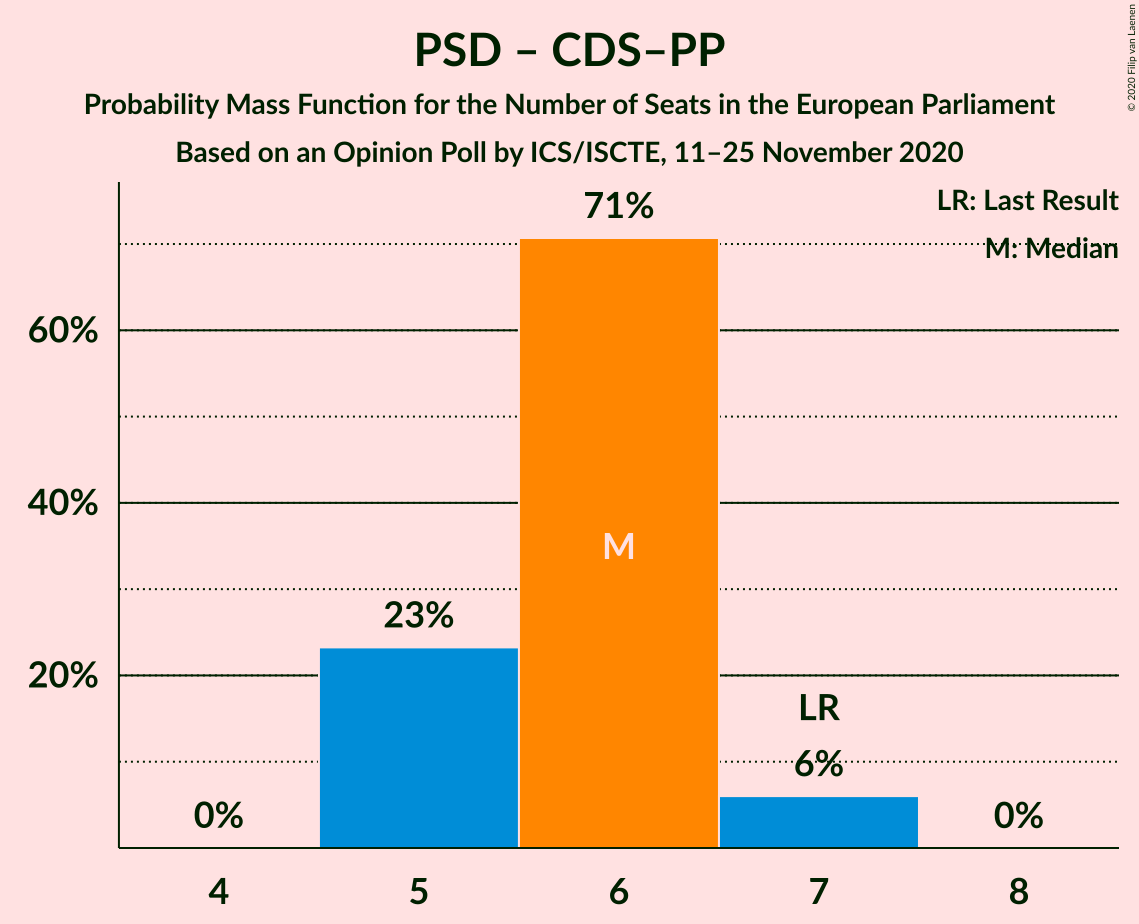 PSD – CDS–PP
Probability Mass Function for the Number of Seats in the European Parliament
Based on an Opinion Poll by ICS/ISCTE, 11–25 November 2020
© 2020 Filip van Laenen
LR: Last Result
M: Median
71%
60%
40%
M
23%
20%
LR
6%
0%
0%
4
5
6
7
8